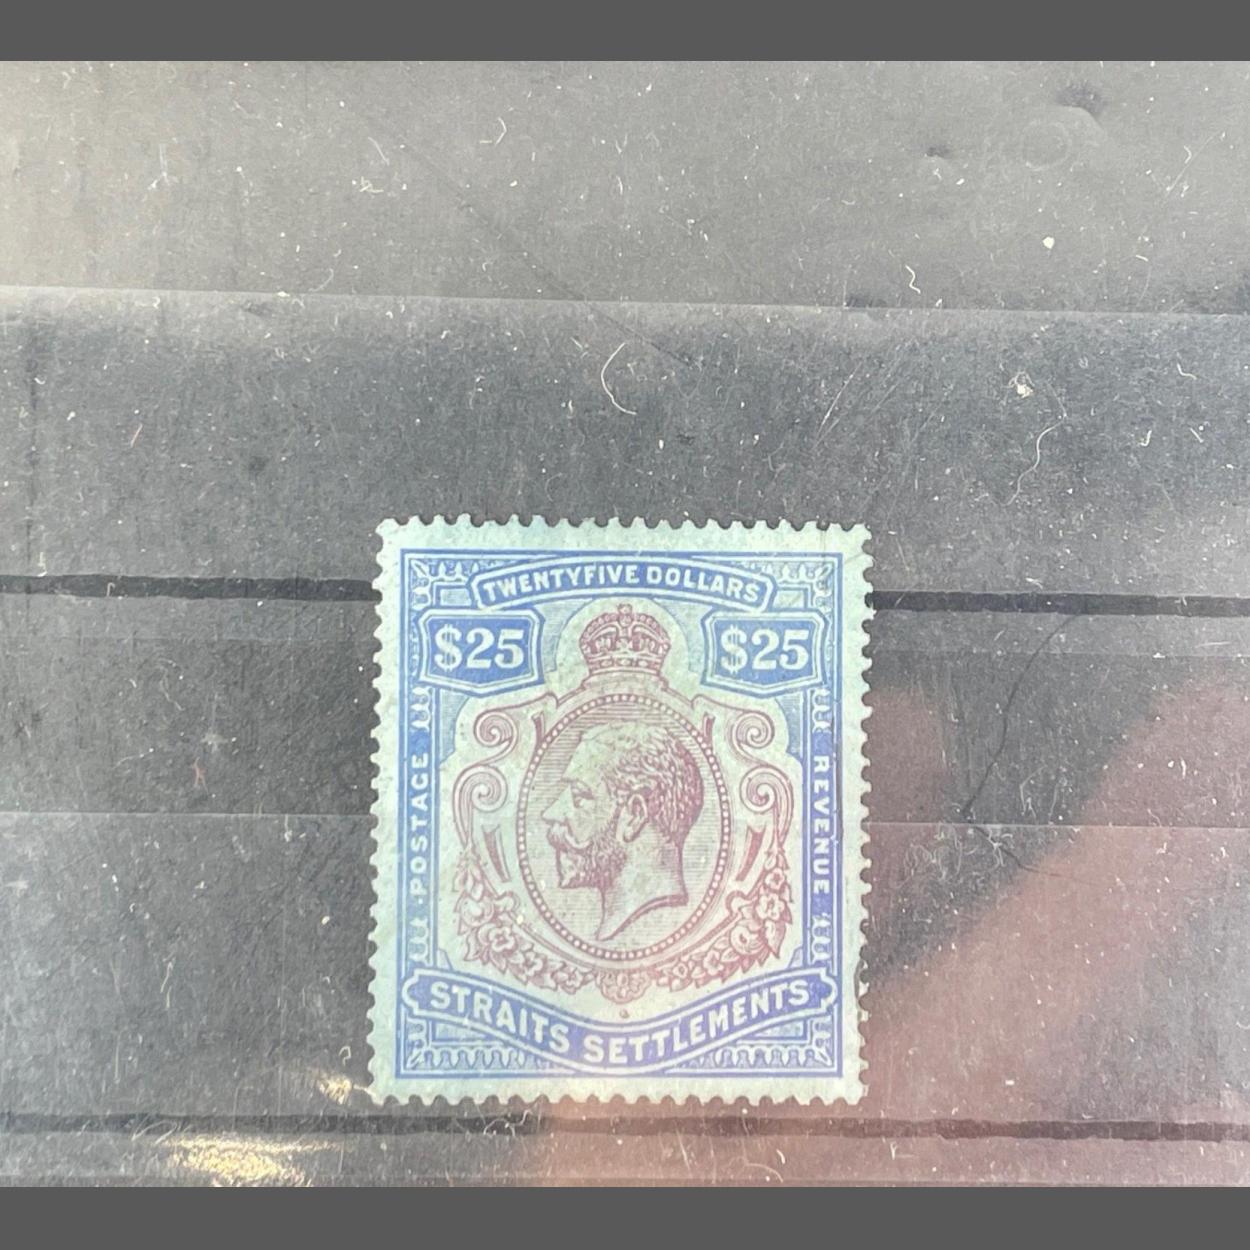 TWENTYFIVE DOLLARS
$25
$25
POSTAGE
REVENUE
STRAITS SETTLEMENTS